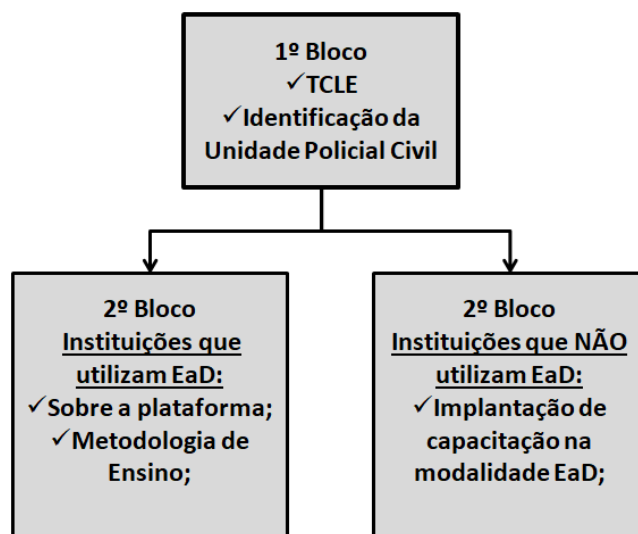 1º Bloco
✓TCLE
✓Identificação da
Unidade Policial Civil
2º Bloco
Instituições que
utilizam EaD:
✓Sobre a plataforma;
✓Metodologia de
Ensino;
2º Bloco
Instituições que NÃO
utilizam EaD:
✓Implantação de
capacitação na
modalidade EaD;